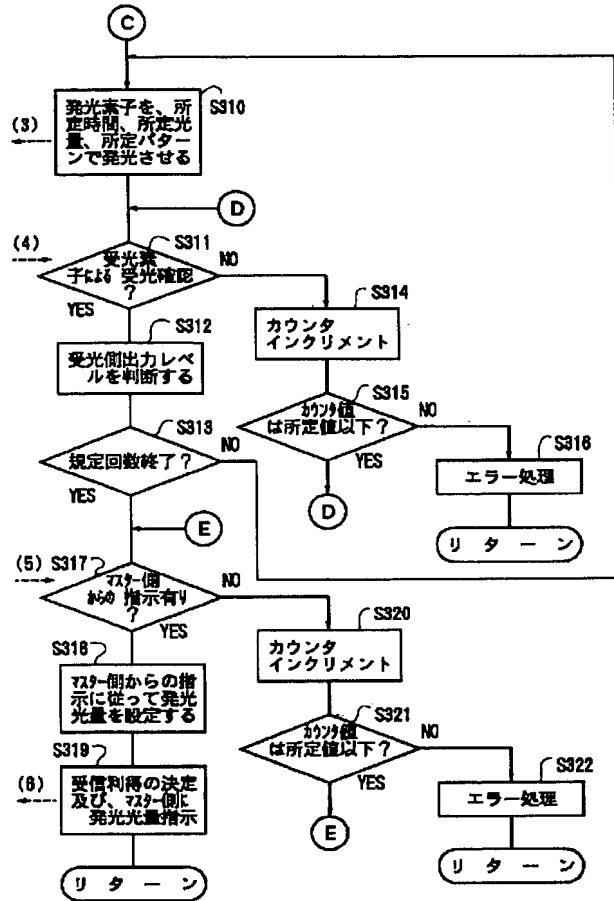 C
S310
発光素子を、所
定時間、所定光
量、所定パター
ンで発光させる
(3)
D
(4)
S311
受光素
子による 受光確認
？
NO
YES
S312
受光側出力レベ
ルを判断する
S313
規定回数終了？
NO
YES
S314
カウンタ
インクリメント
S315
カウンタ値
は所定値以下？
NO
YES
D
S316
エラー処理
リターン
E
(5)
S317
マスター側
からの 指示有り
？
NO
YES
S318
マスター側からの指
示に従って発光
光量を設定する
S319
(6)
受信利得の決定
及び、マスター側に
発光光量指示
リターン
S320
カウンタ
インクリメント
S321
カウンタ値
は所定値以下？
NO
YES
E
S322
エラー処理
リターン